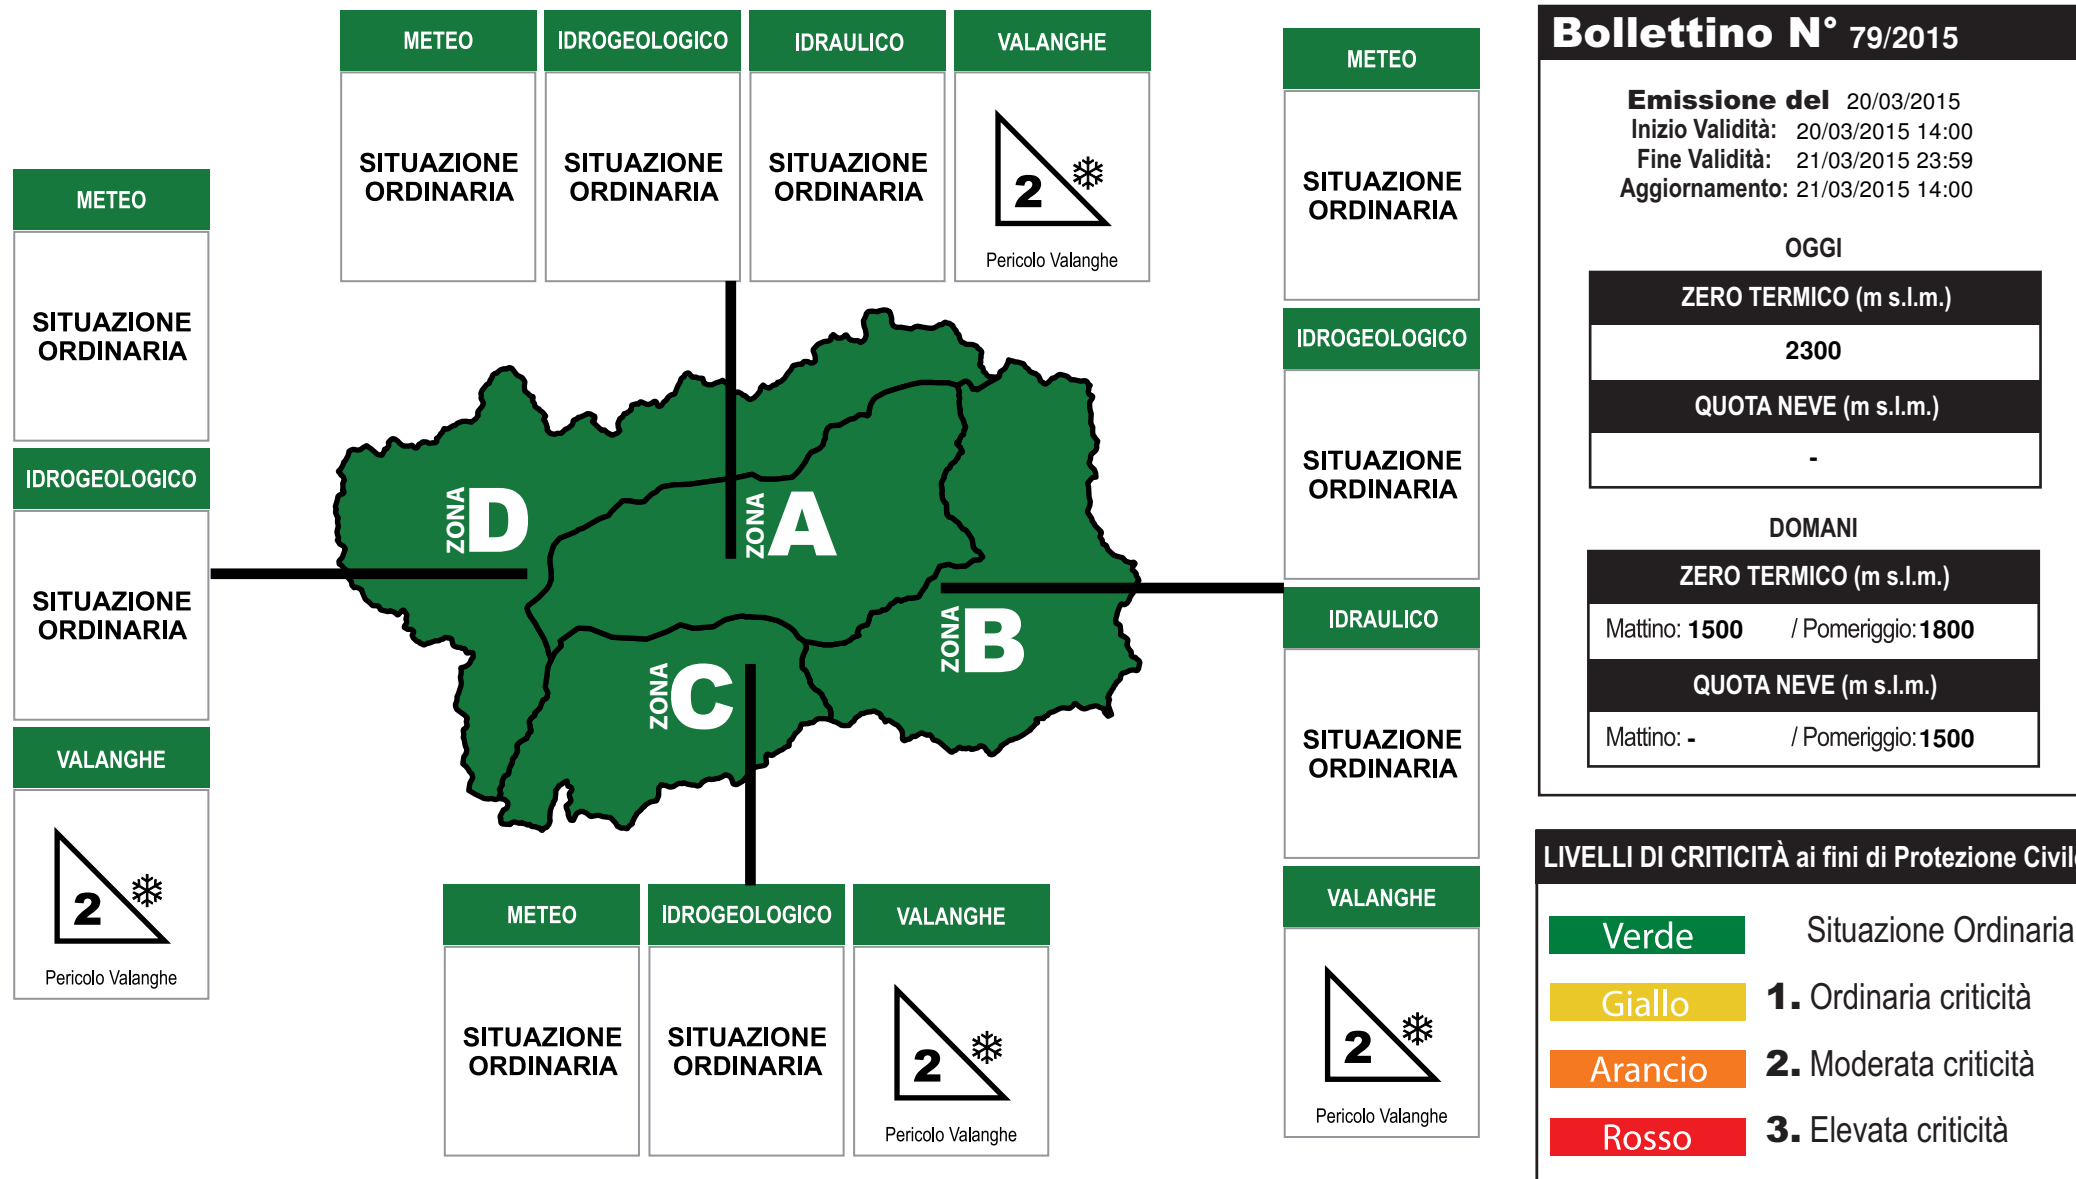 METEO
IDROGEOLOGICO
IDRAULICO
VALANGHE
SITUAZIONE
ORDINARIA
SITUAZIONE
ORDINARIA
SITUAZIONE
ORDINARIA
2
Pericolo Valanghe
METEO
SITUAZIONE
ORDINARIA
IDROGEOLOGICO
SITUAZIONE
ORDINARIA
VALANGHE
2
Pericolo Valanghe
ZONA D
ZONA A
ZONA B
ZONA C
METEO
IDROGEOLOGICO
VALANGHE
SITUAZIONE
ORDINARIA
SITUAZIONE
ORDINARIA
2
Pericolo Valanghe
METEO
SITUAZIONE
ORDINARIA
IDROGEOLOGICO
SITUAZIONE
ORDINARIA
IDRAULICO
SITUAZIONE
ORDINARIA
VALANGHE
2
Pericolo Valanghe
Bollettino N° 79/2015
Emissione del 20/03/2015
Inizio Validità: 20/03/2015 14:00
Fine Validità: 21/03/2015 23:59
Aggiornamento: 21/03/2015 14:00
OGGI
ZERO TERMICO (m s.l.m.)
2300
QUOTA NEVE (m s.l.m.)
-
DOMANI
ZERO TERMICO (m s.l.m.)
Mattino: 1500 / Pomeriggio: 1800
QUOTA NEVE (m s.l.m.)
Mattino: - / Pomeriggio: 1500
LIVELLI DI CRITICITÀ ai fini di Protezione Civile
Verde Situazione Ordinaria
Giallo 1. Ordinaria criticità
Arancio 2. Moderata criticità
Rosso 3. Elevata criticità